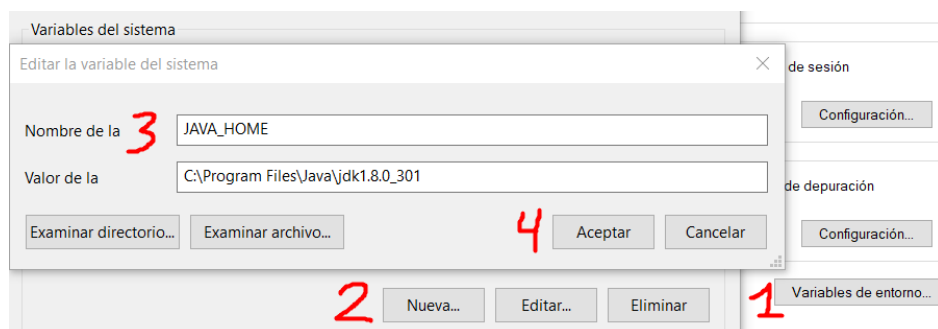 Variables del sistema
Editar la variable del sistema
de sesión
Configuración...
Nombre de la 3 JAVA_HOME
Valor de la C:\Program Files\Java\jdk1.8.0_301
de depuración
Examinar directorio... Examinar archivo... 4 Aceptar Cancelar
Configuración...
2 Nueva... Editar... Eliminar
1 Variables de entorno...